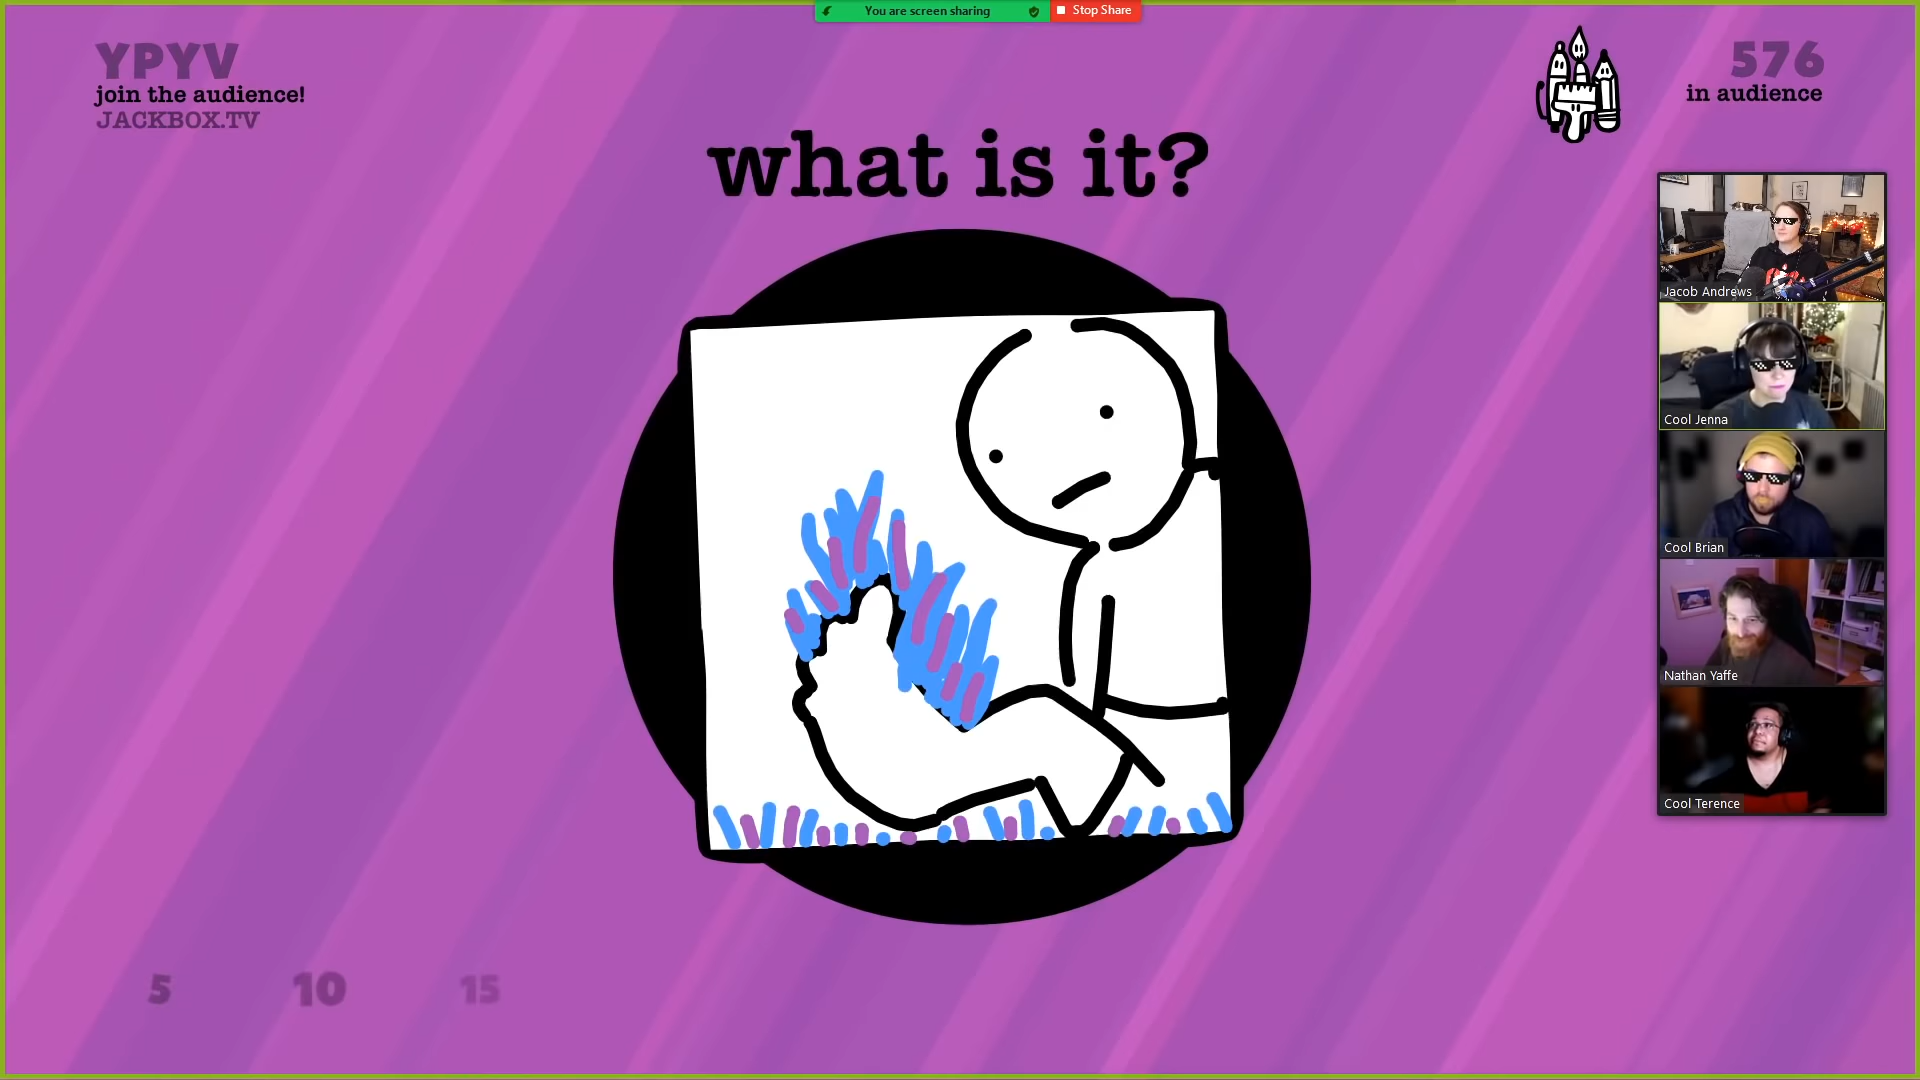 You are screen sharing
Stop Share
YPYV
join the audience!
JACKBOX.TV
576
in audience
what is it?
Jacob Andrews
Cool Jenna
Cool Brian
Nathan Yaffe
Cool Terence
5 10 15